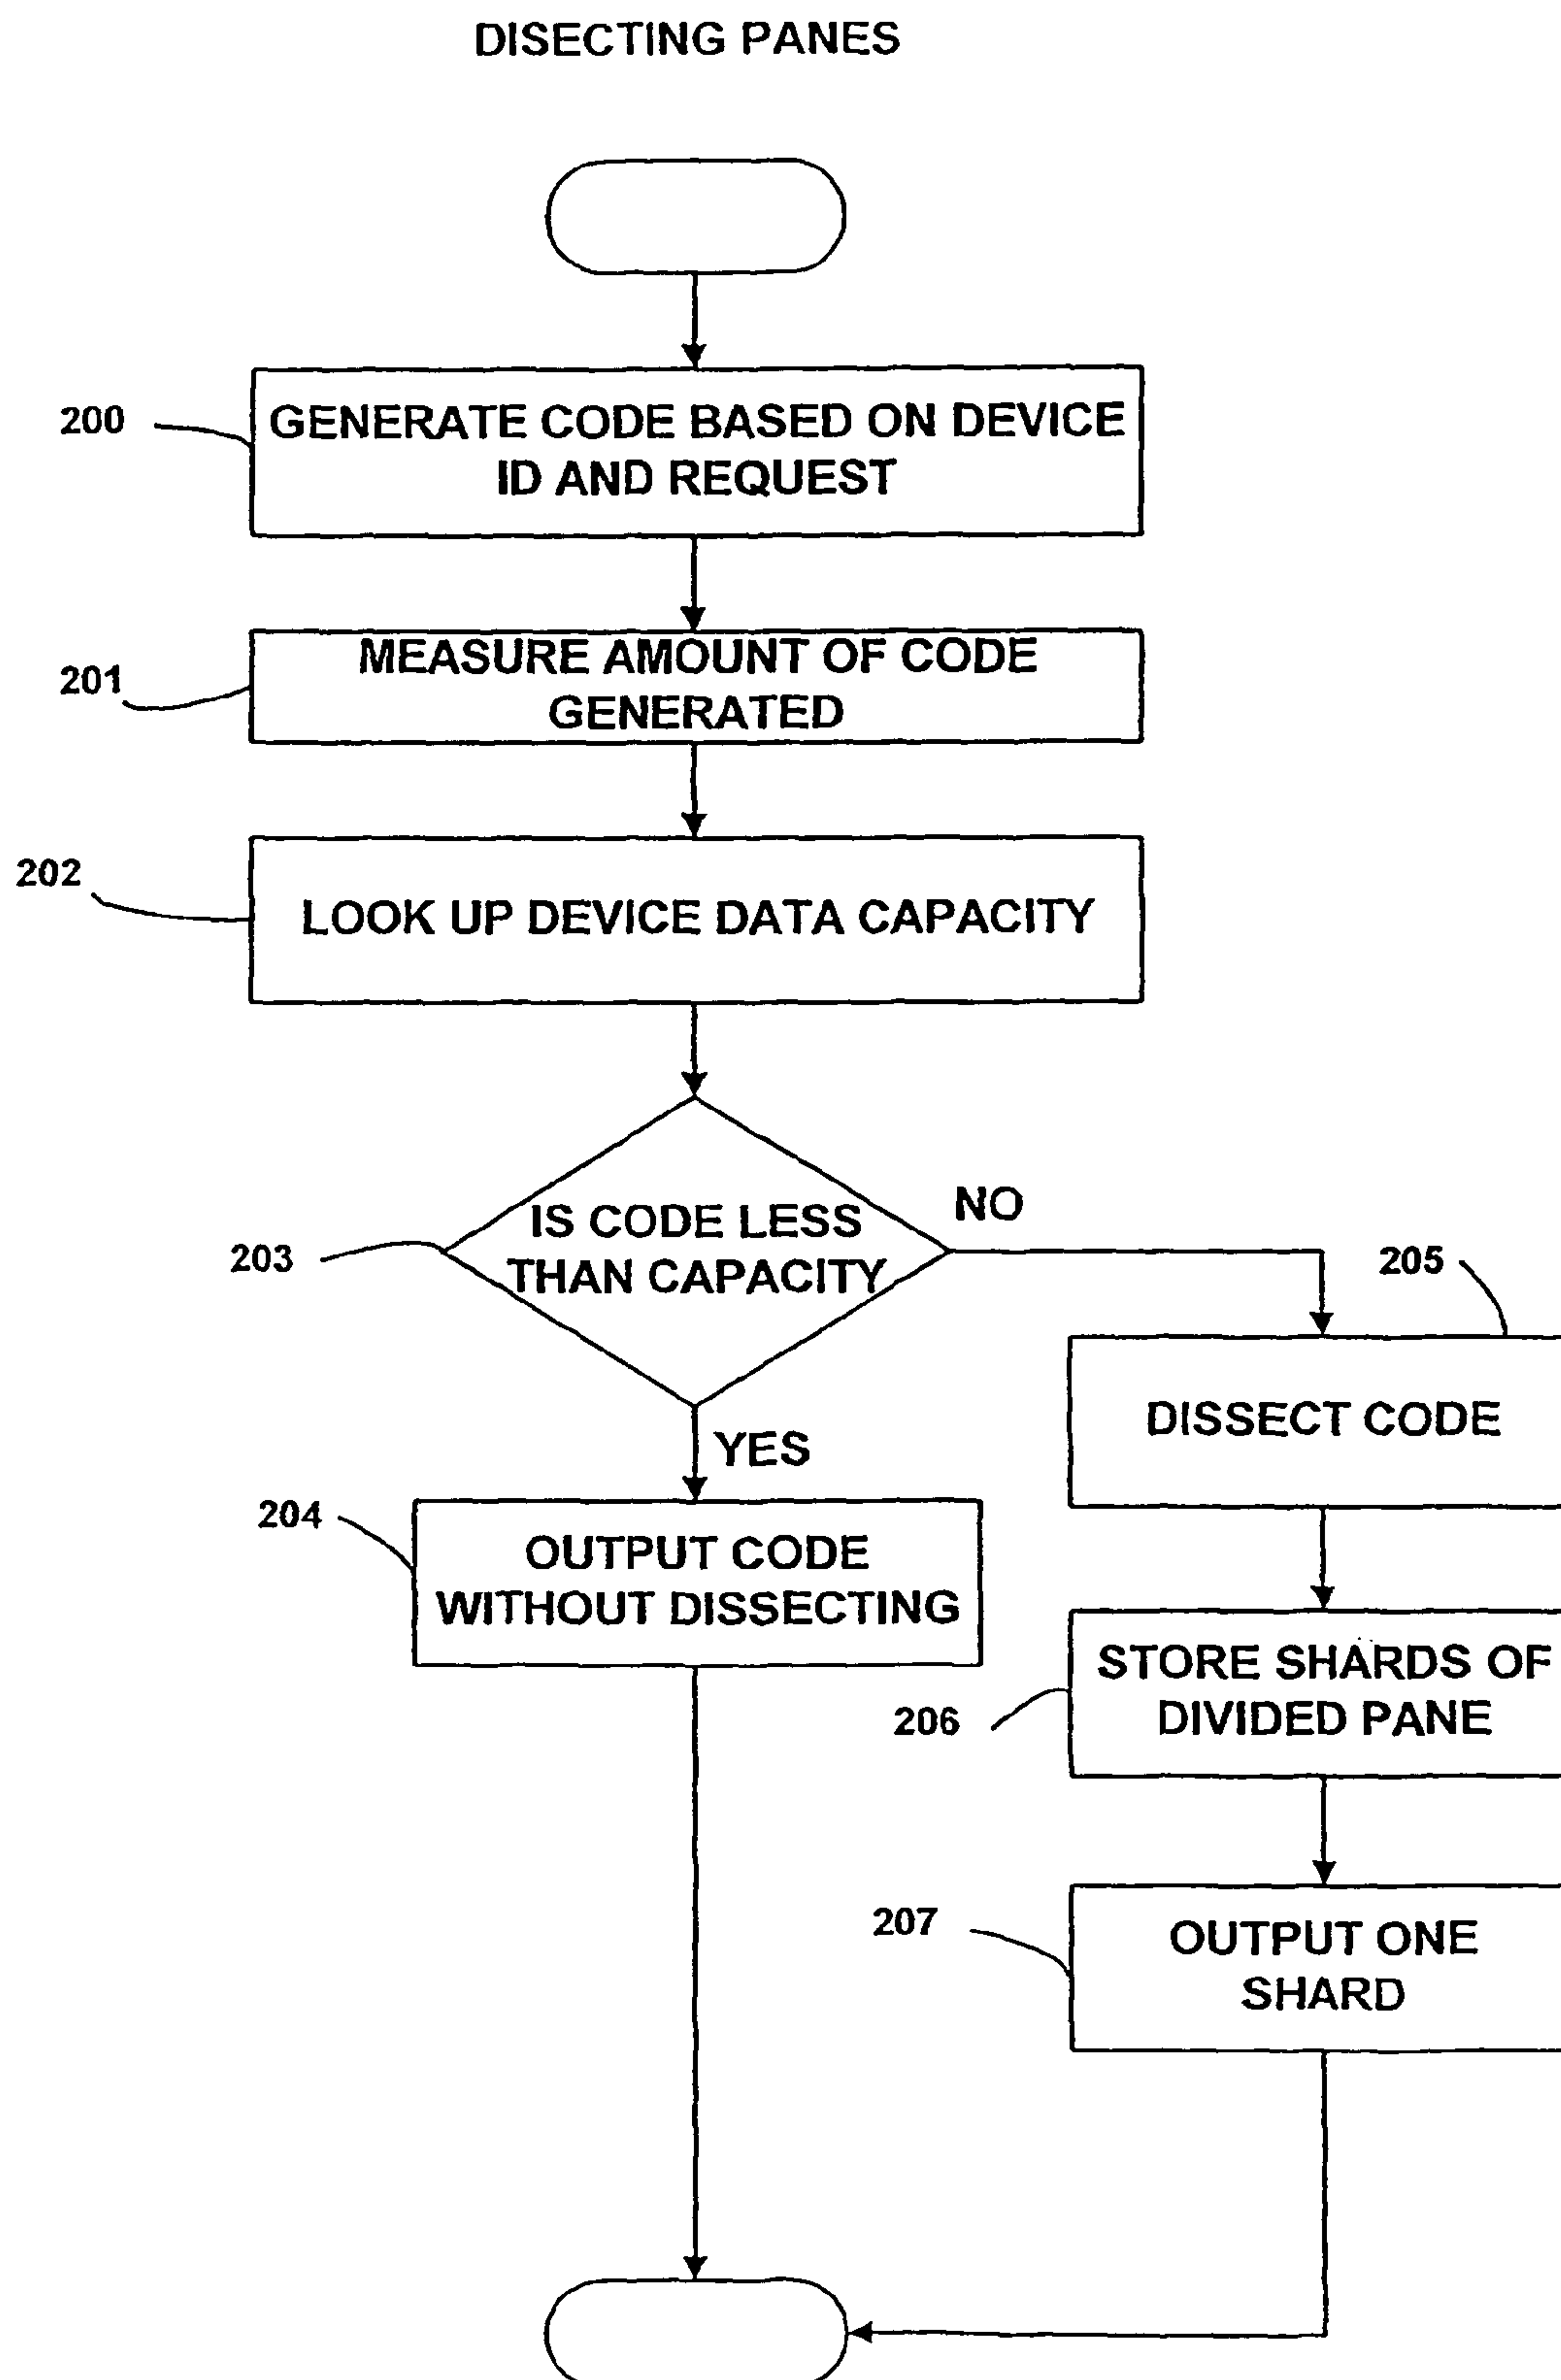 DISECTING PANES
200
GENERATE CODE BASED ON DEVICE
ID AND REQUEST
201
MEASURE AMOUNT OF CODE
GENERATED
202
LOOK UP DEVICE DATA CAPACITY
203
IS CODE LESS
THAN CAPACITY
NO
YES
204
OUTPUT CODE
WITHOUT DISSECTING
205
DISSECT CODE
206
STORE SHARDS OF
DIVIDED PANE
207
OUTPUT ONE
SHARD